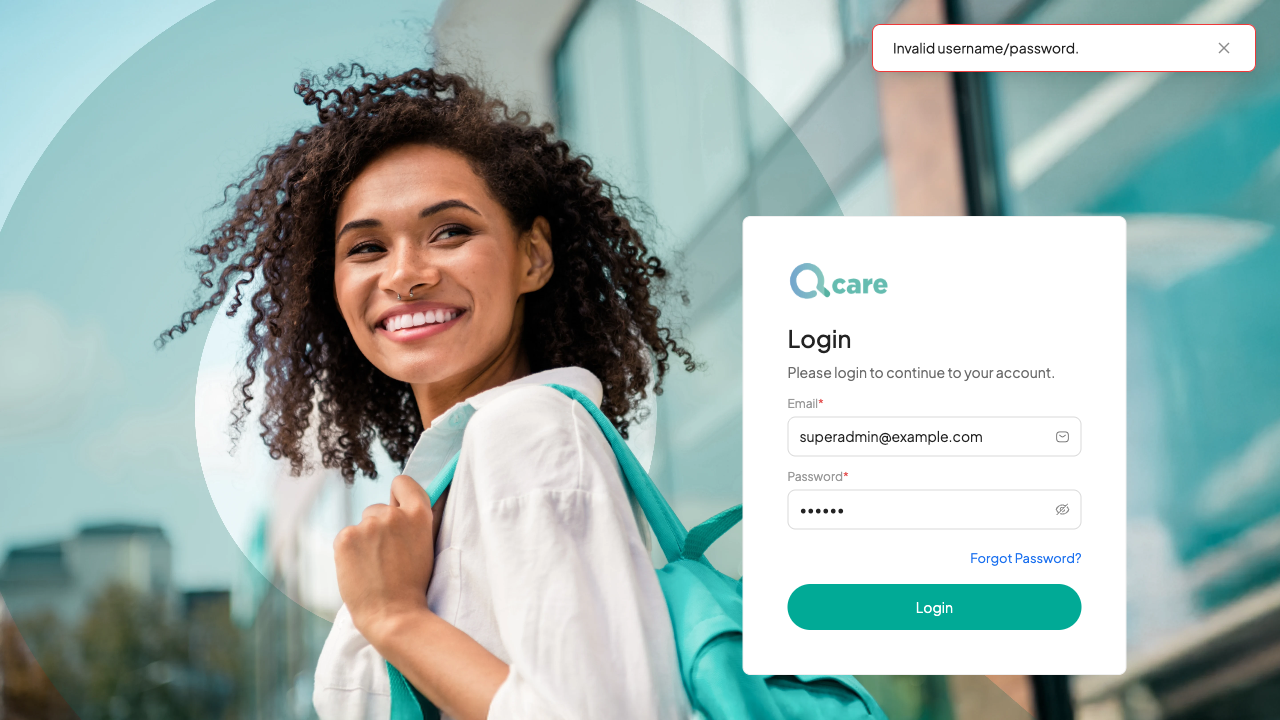 Invalid username/password.
Qcare
Login
Please login to continue to your account.
Email*
superadmin@example.com
Password*
••••••
Forgot Password?
Login